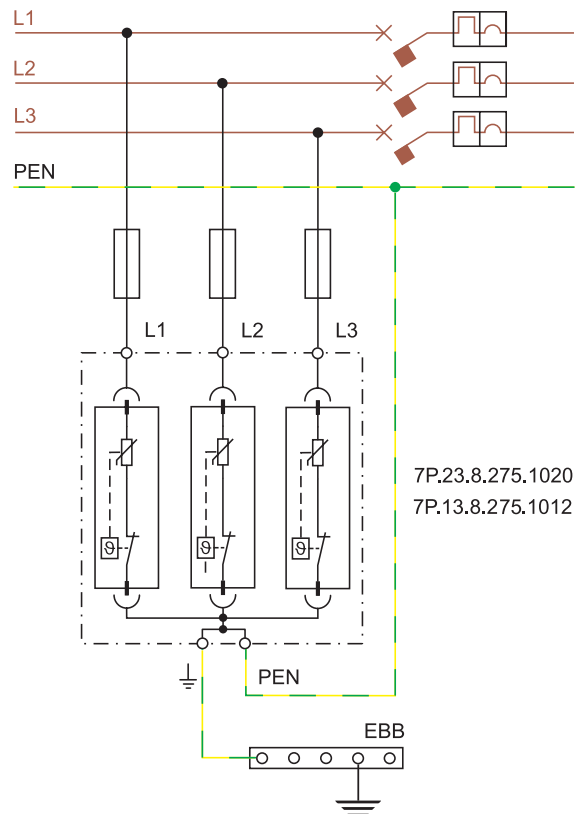 L1
L2
L3
PEN
L1 L2 L3
7P.23.8.275.1020
7P.13.8.275.1012
ϑ ϑ ϑ
PEN
EBB